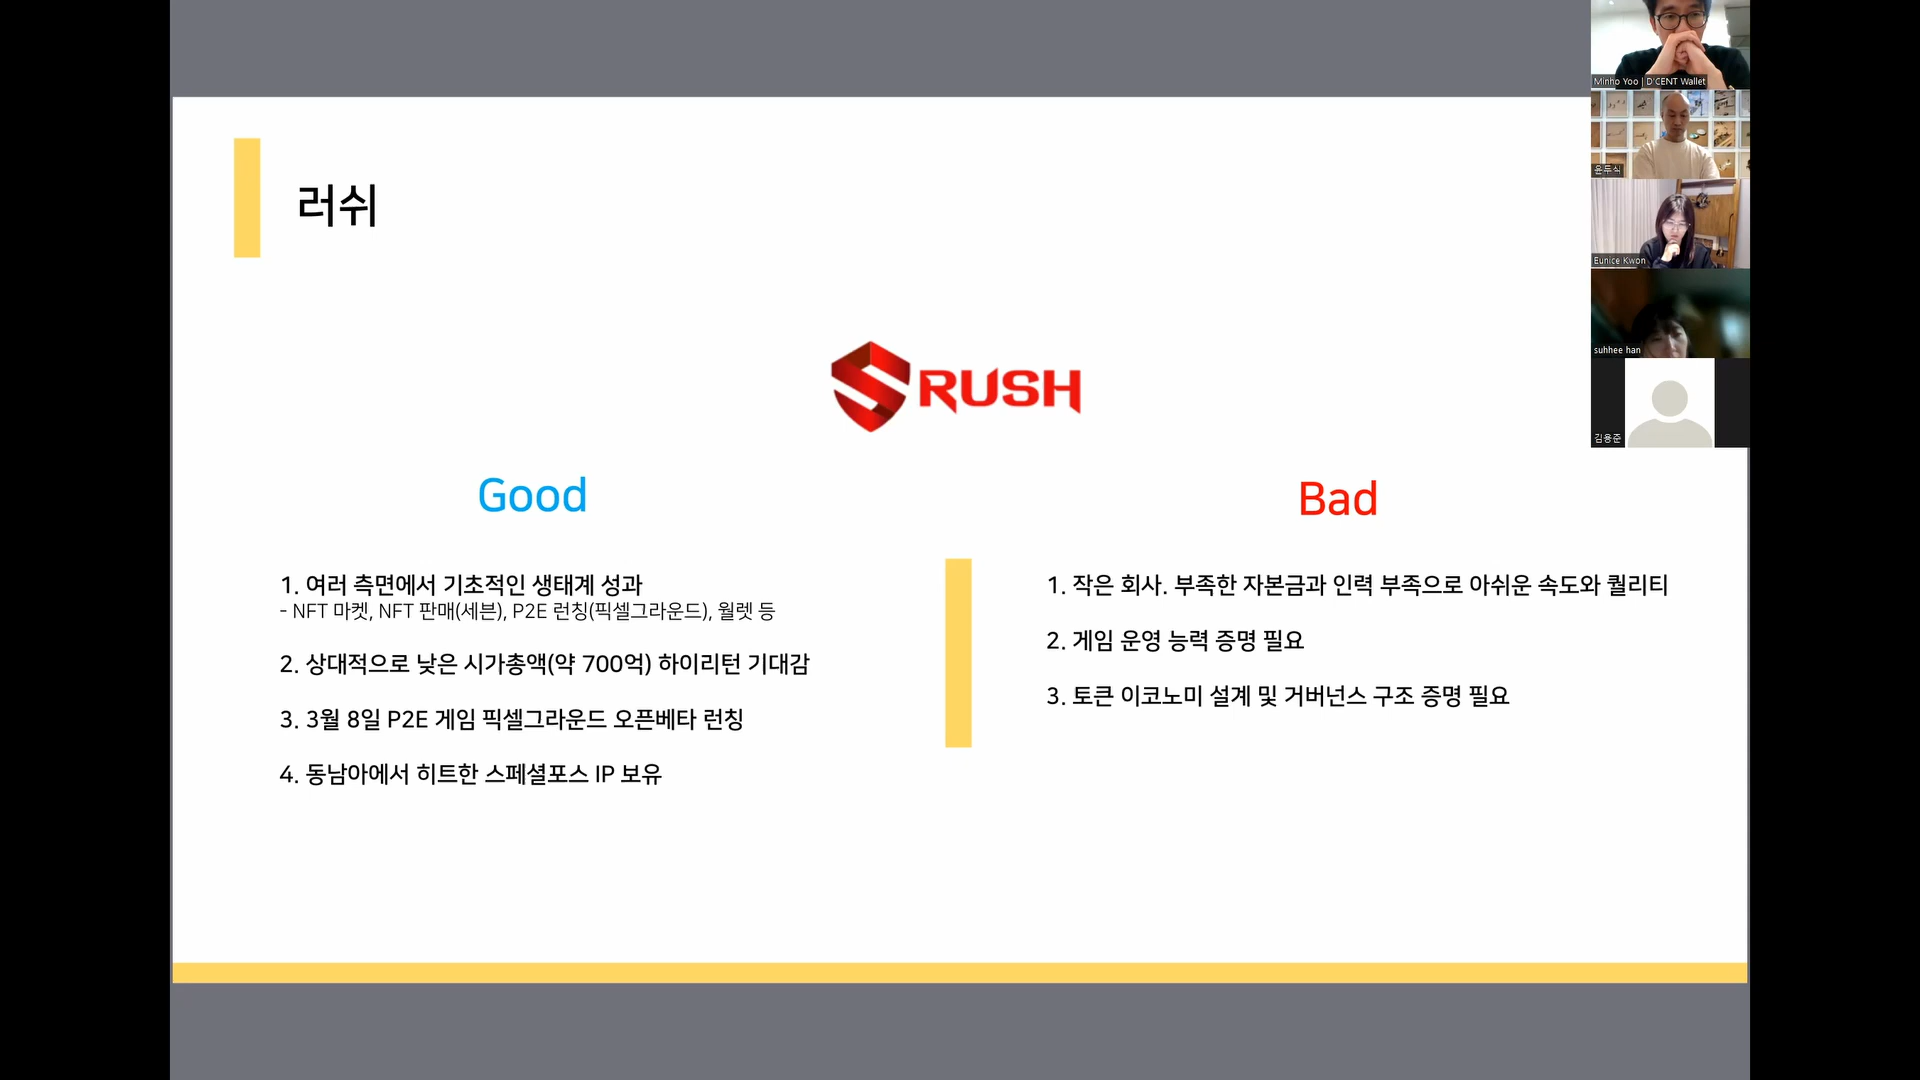 러쉬
RUSH
Good
1. 여러 측면에서 기초적인 생태계 성과
- NFT 마켓, NFT 판매(세븐), P2E 런칭(픽셀그라운드), 월렛 등
2. 상대적으로 낮은 시가총액(약 700억) 하이리턴 기대감
3. 3월 8일 P2E 게임 픽셀그라운드 오픈베타 런칭
4. 동남아에서 히트한 스페셜포스 IP 보유
Bad
1. 작은 회사. 부족한 자본금과 인력 부족으로 아쉬운 속도와 퀄리티
2. 게임 운영 능력 증명 필요
3. 토큰 이코노미 설계 및 거버넌스 구조 증명 필요
Minho Yoo | D'CENT Wallet
윤두식
Eunice Kwon
suhhee han
김용준